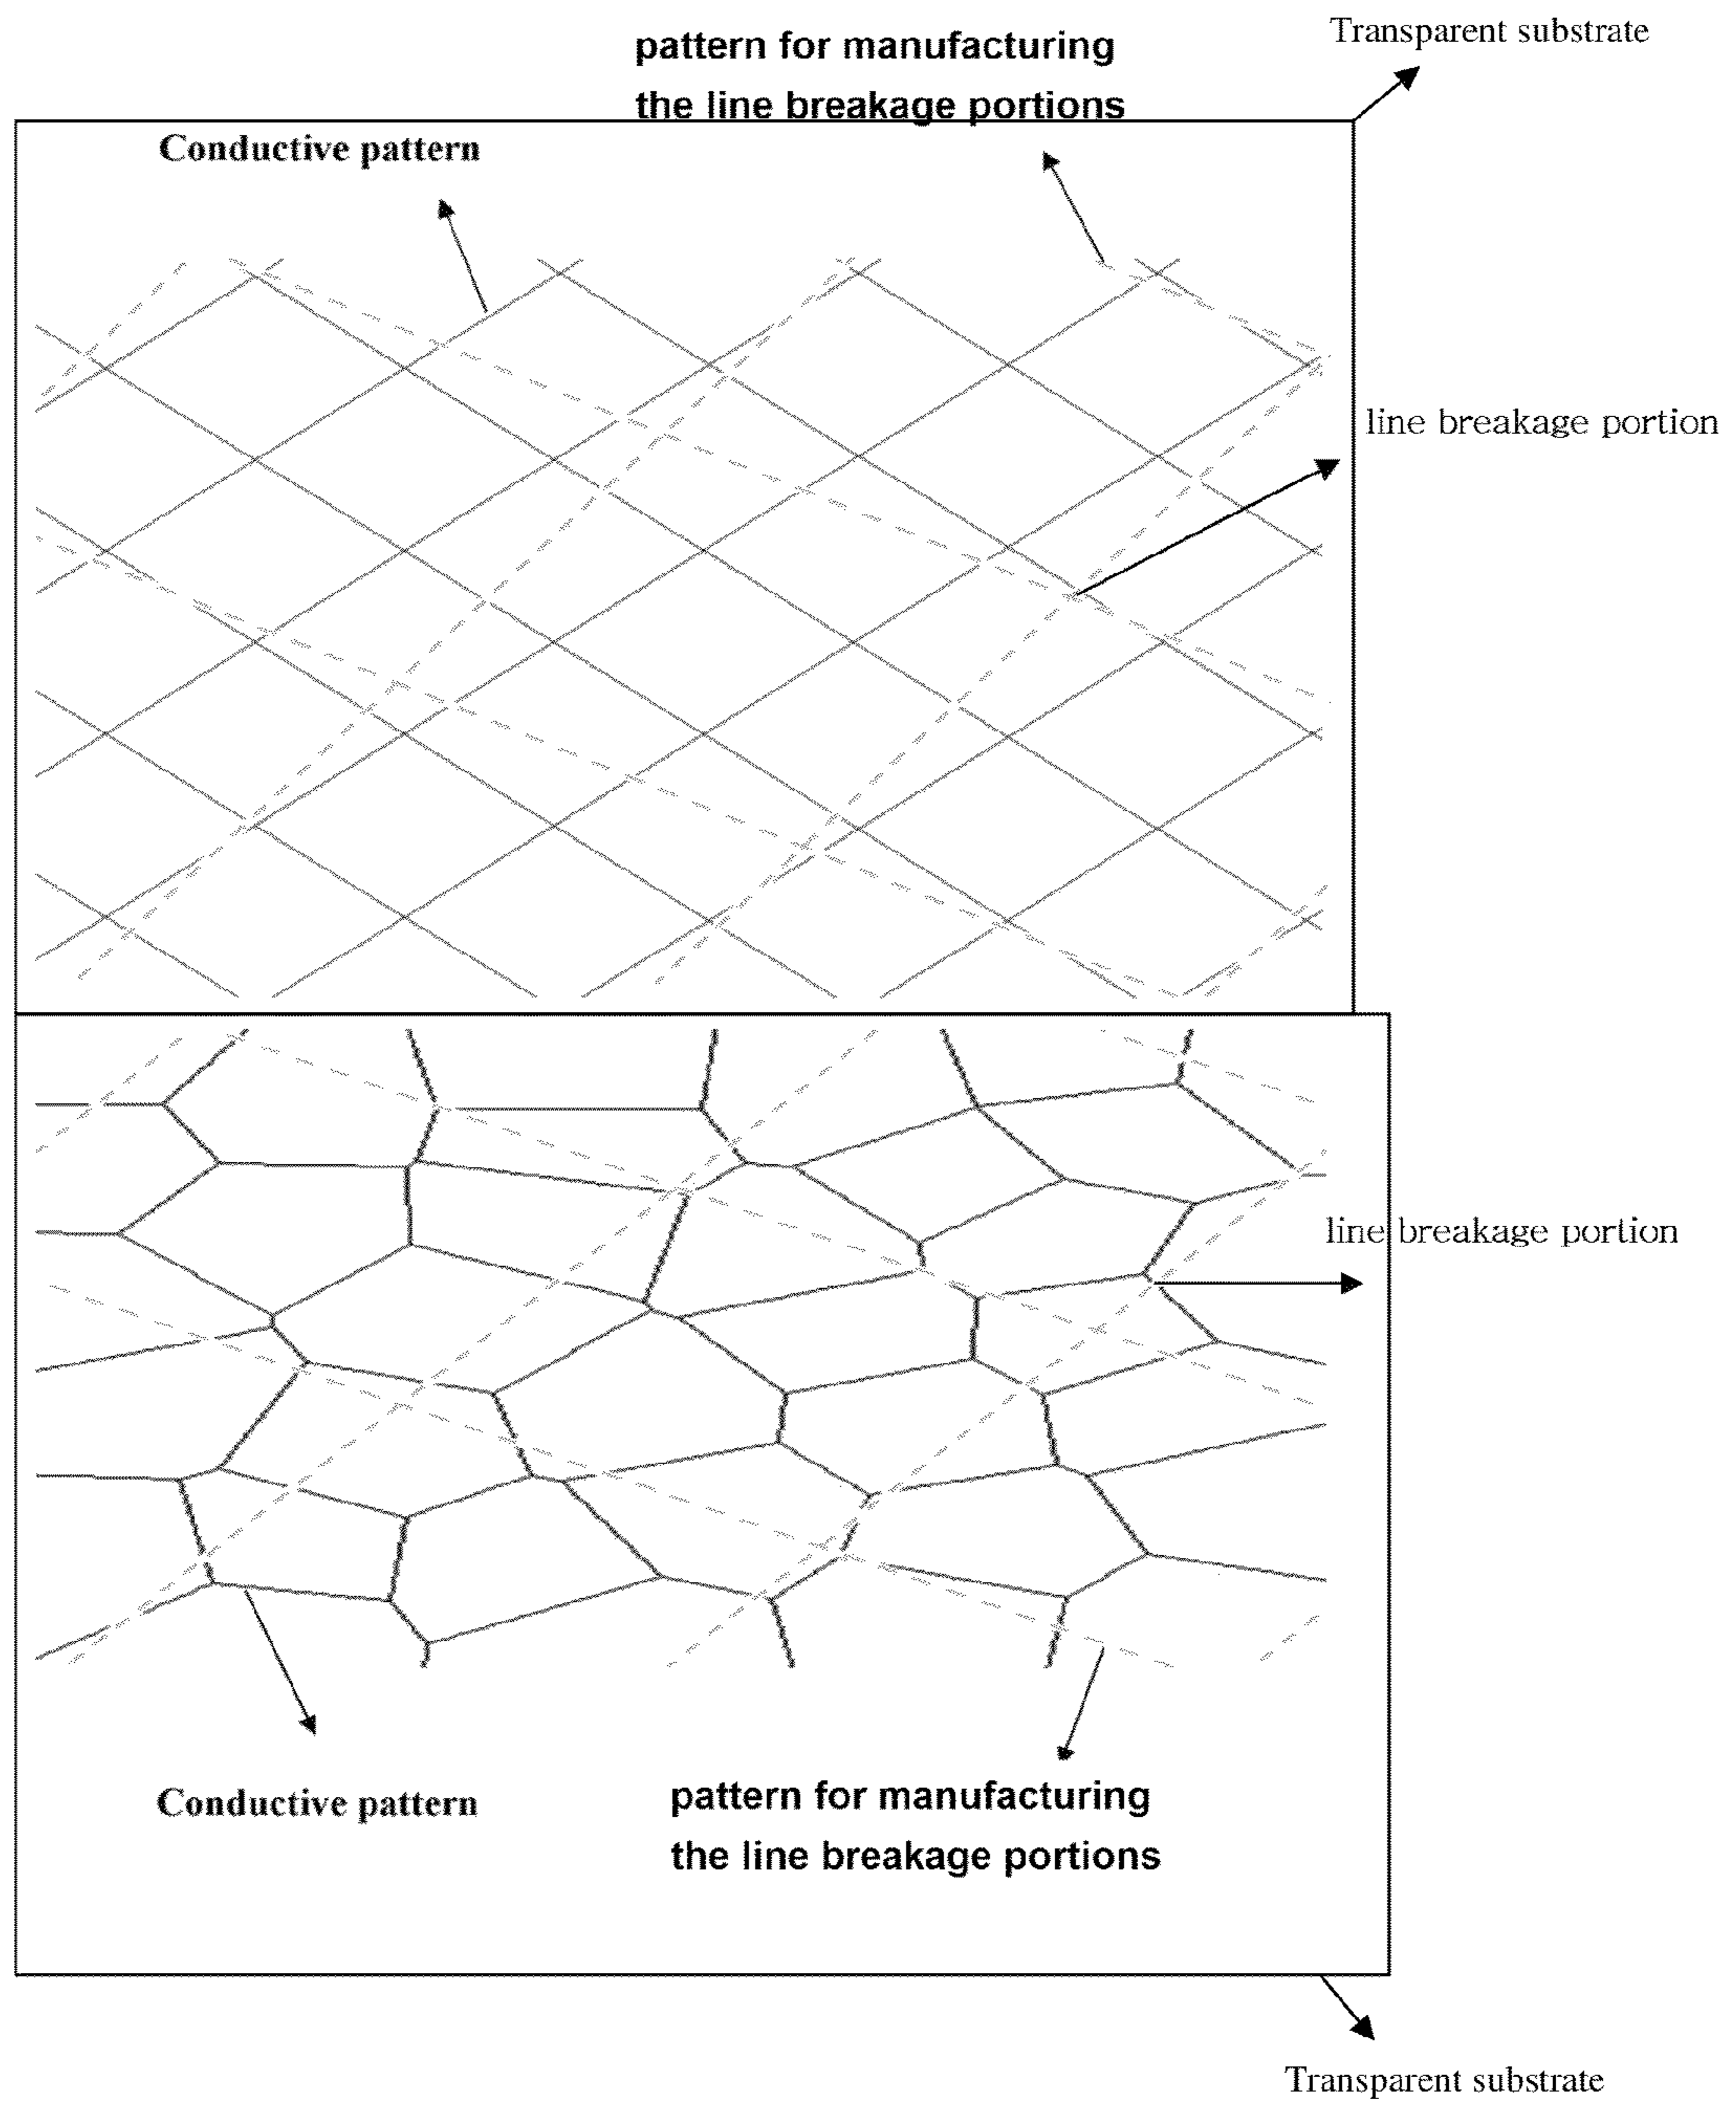 Transparent substrate
pattern for manufacturing
the line breakage portions
Conductive pattern
line breakage portion
line breakage portion
Conductive pattern
pattern for manufacturing
the line breakage portions
Transparent substrate